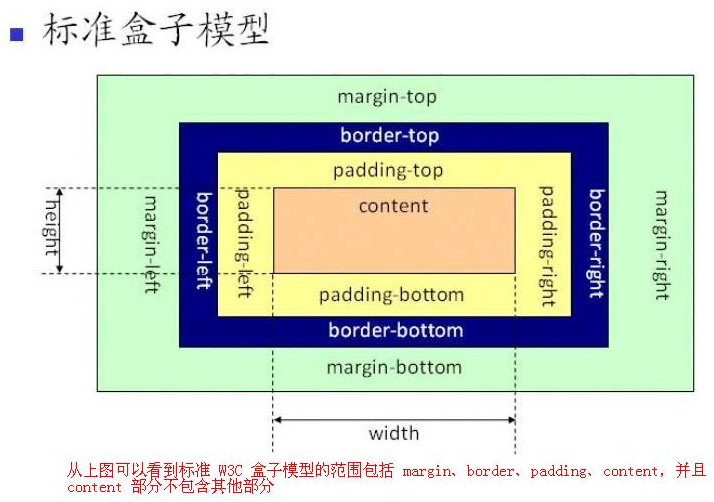 标准盒子模型
margin-top
border-top
padding-top
content
height
margin-left
border-left
padding-left
padding-right
border-right
margin-right
padding-bottom
border-bottom
margin-bottom
width
从上图可以看到标准 W3C 盒子模型的范围包括 margin、border、padding、content, 并且
content 部分不包含其他部分